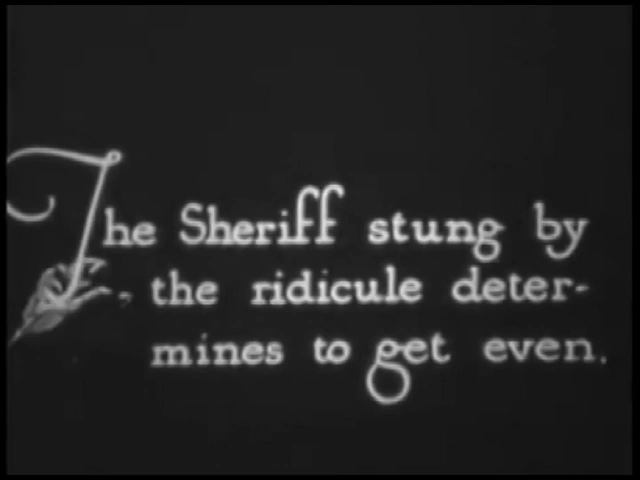 The Sheriff stung by
the ridicule deter-
mines to get even.